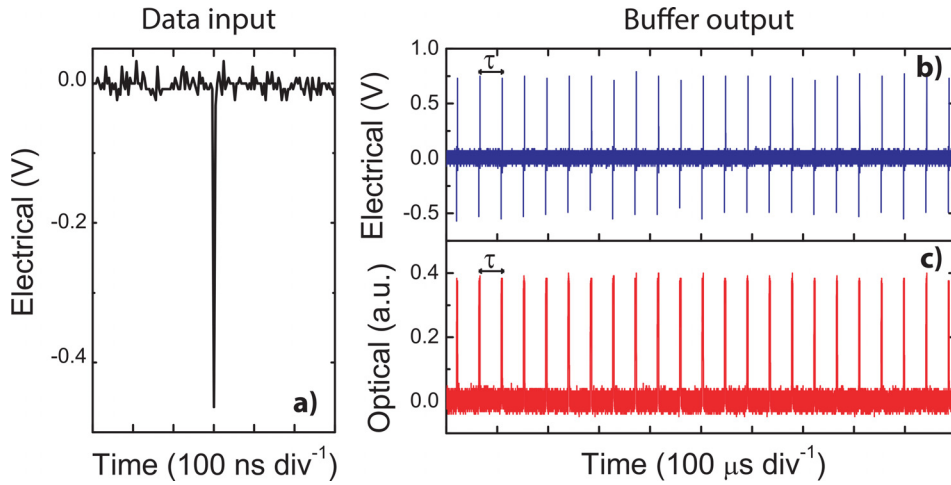 Data input
Buffer output
Electrical (V)
0.0
-0.2
-0.4
a)
Time (100 ns div⁻¹)
Electrical (V)
1.0
0.5
0.0
-0.5
τ
b)
Optical (a.u.)
0.4
0.2
0.0
τ
c)
Time (100 μs div⁻¹)